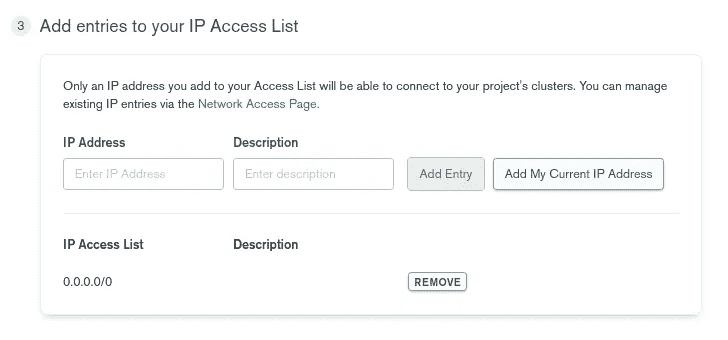 3 Add entries to your IP Access List
Only an IP address you add to your Access List will be able to connect to your project's clusters. You can manage
existing IP entries via the Network Access Page.
IP Address Description
Enter IP Address Enter description Add Entry Add My Current IP Address
IP Access List Description
0.0.0.0/0 REMOVE